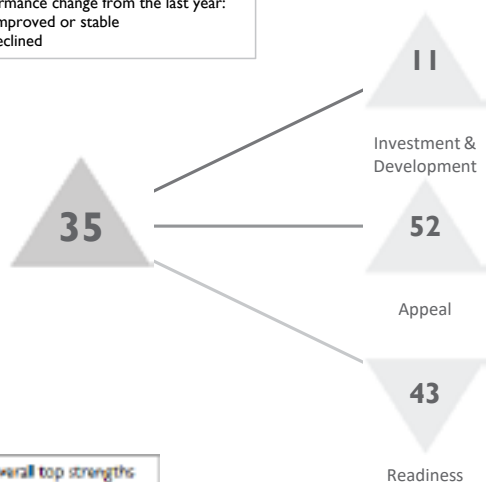 rmance change from the last year:
mproved or stable
eclined
11
Investment &
Development
35
52
Appeal
43
Readiness
verall top strengths